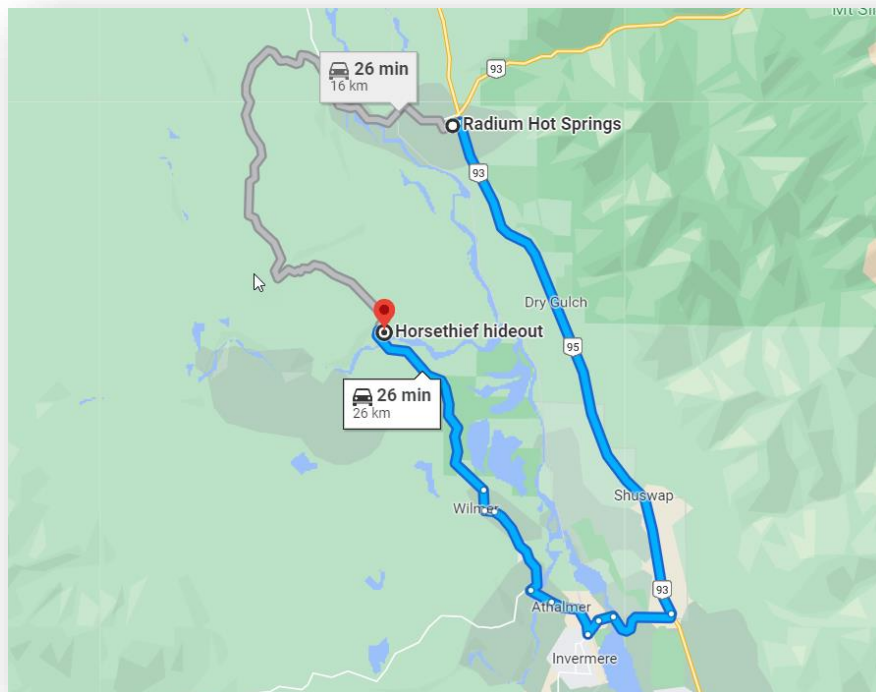 93
26 min
16 km
Radium Hot Springs
93
Dry Gulch
Horsethief hideout
95
26 min
26 km
Shuswap
Wilmer
93
Athalmer
Invermere